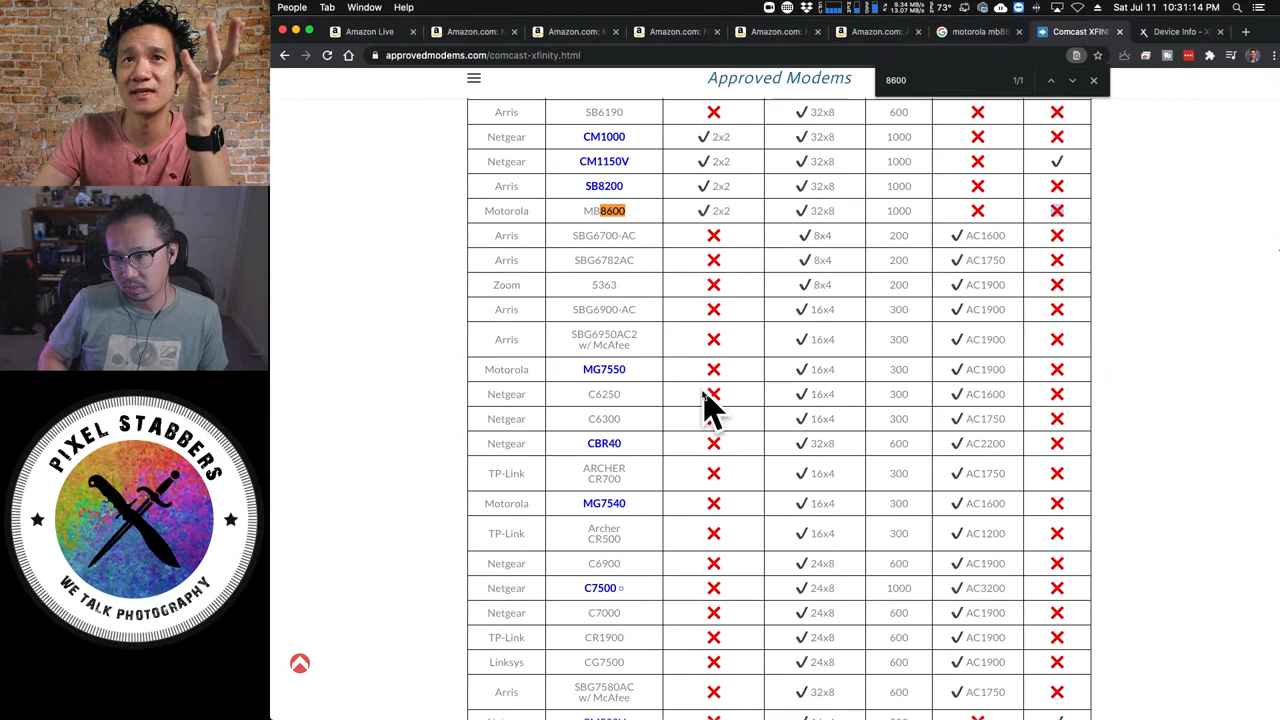 People Tab Window Help
9.34 MB/s
13.07 MB/s
73°
Sat Jul 11 10:31:14 PM
Amazon Live
Amazon.com: N
Amazon.com: M
Amazon.com: N
Amazon.com:
Amazon.com: A
motorola mb86
Comcast XFINI
Device Info - X
approvedmodems.com/comcast-xfinity.html
8600
1/1
Approved Modems
Arris SB6190 32x8 600
Netgear CM1000 2x2 32x8 1000
Netgear CM1150V 2x2 32x8 1000
Arris SB8200 2x2 32x8 1000
Motorola MB8600 2x2 32x8 1000
Arris SBG6700-AC 8x4 200 AC1600
Arris SBG6782AC 8x4 200 AC1750
Zoom 5363 8x4 200 AC1900
Arris SBG6900-AC 16x4 300 AC1900
Arris SBG6950AC2 w/ McAfee 16x4 300 AC1900
Motorola MG7550 16x4 300 AC1900
Netgear C6250 16x4 300 AC1600
Netgear C6300 16x4 300 AC1750
Netgear CBR40 32x8 600 AC2200
TP-Link ARCHER CR700 16x4 300 AC1750
Motorola MG7540 16x4 300 AC1600
TP-Link Archer CR500 16x4 300 AC1200
Netgear C6900 24x8 600 AC1900
Netgear C7500 24x8 1000 AC3200
Netgear C7000 24x8 600 AC1900
TP-Link CR1900 24x8 600 AC1900
Linksys CG7500 24x8 600 AC1900
Arris SBG7580AC w/ McAfee 32x8 600 AC1750
PIXEL STABBERS
WE TALK PHOTOGRAPHY